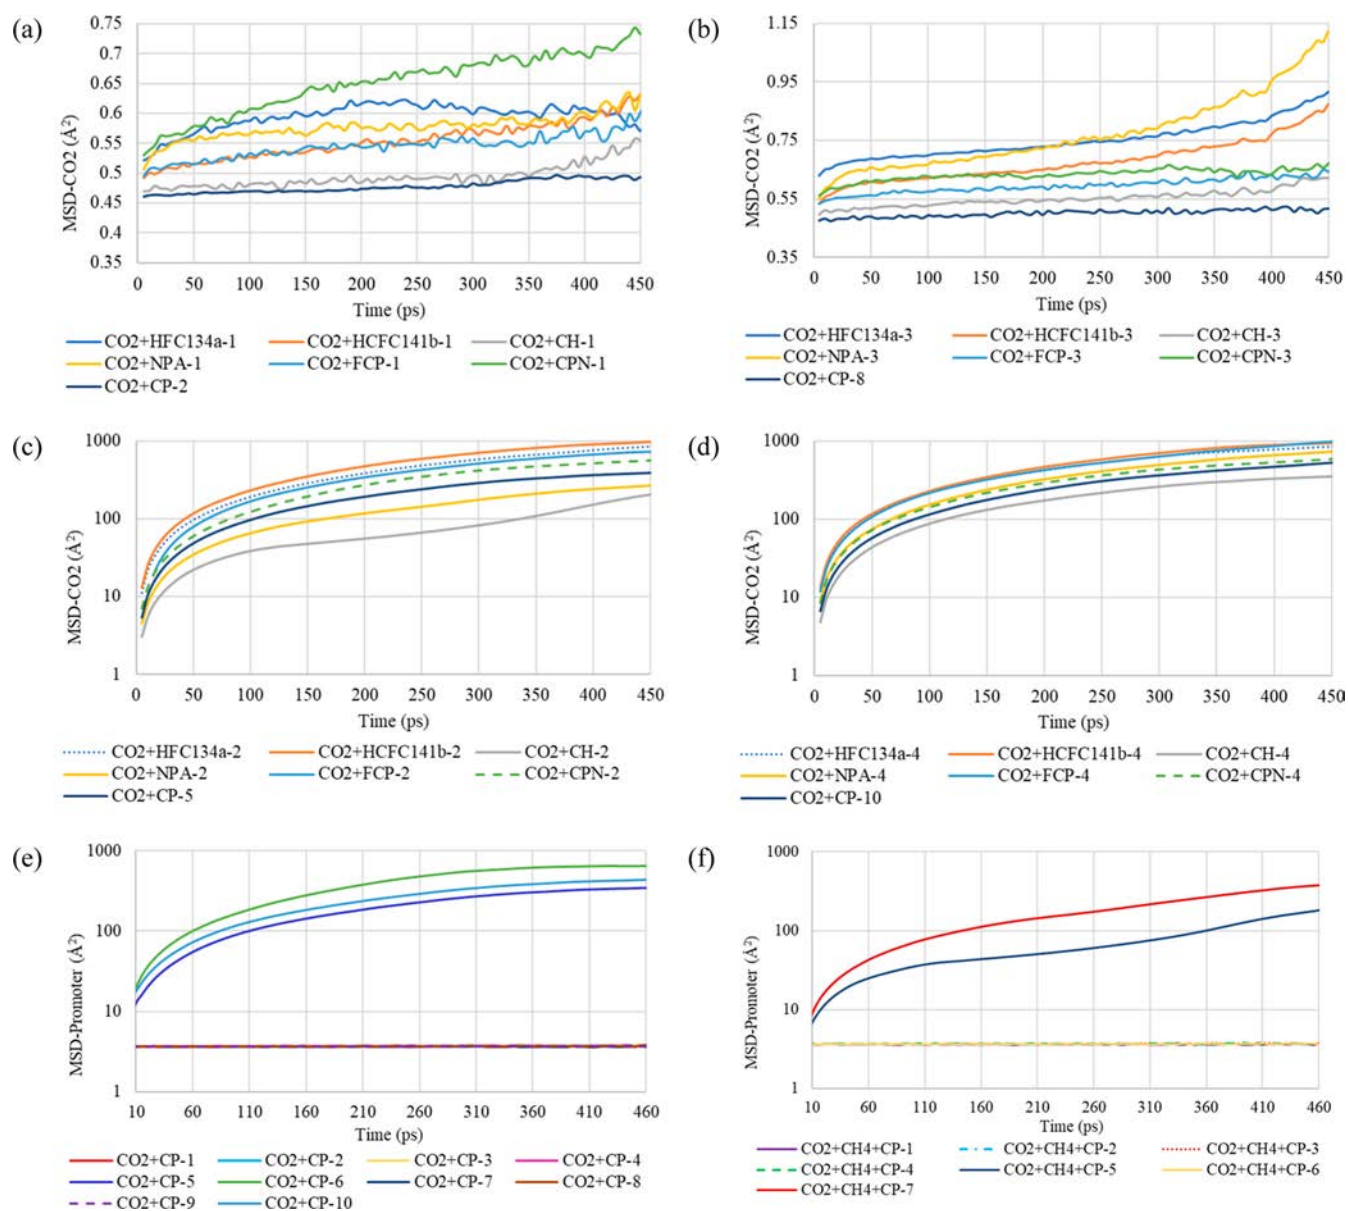 (a)
0.75
0.7
0.65
0.6
0.55
0.5
0.45
0.4
0.35
MSD-CO2 (Å²)
0 50 100 150 200 250 300 350 400 450
Time (ps)
CO2+HFC134a-1 CO2+HCFC141b-1 CO2+CH-1
CO2+NPA-1 CO2+FCP-1 CO2+CPN-1
CO2+CP-2
(b)
1.15
0.95
0.75
0.55
0.35
MSD-CO2 (Å²)
0 50 100 150 200 250 300 350 400 450
Time (ps)
CO2+HFC134a-3 CO2+HCFC141b-3 CO2+CH-3
CO2+NPA-3 CO2+FCP-3 CO2+CPN-3
CO2+CP-8
(c)
1000
100
10
1
MSD-CO2 (Å²)
0 50 100 150 200 250 300 350 400 450
Time (ps)
CO2+HFC134a-2 CO2+HCFC141b-2 CO2+CH-2
CO2+NPA-2 CO2+FCP-2 CO2+CPN-2
CO2+CP-5
(d)
1000
100
10
1
MSD-CO2 (Å²)
0 50 100 150 200 250 300 350 400 450
Time (ps)
CO2+HFC134a-4 CO2+HCFC141b-4 CO2+CH-4
CO2+NPA-4 CO2+FCP-4 CO2+CPN-4
CO2+CP-10
(e)
1000
100
10
1
MSD-Promoter (Å²)
10 60 110 160 210 260 310 360 410 460
Time (ps)
CO2+CP-1 CO2+CP-2 CO2+CP-3 CO2+CP-4
CO2+CP-5 CO2+CP-6 CO2+CP-7 CO2+CP-8
CO2+CP-9 CO2+CP-10
(f)
1000
100
10
1
MSD-Promoter (Å²)
10 60 110 160 210 260 310 360 410 460
Time (ps)
CO2+CH4+CP-1 CO2+CH4+CP-2 CO2+CH4+CP-3
CO2+CH4+CP-4 CO2+CH4+CP-5 CO2+CH4+CP-6
CO2+CH4+CP-7